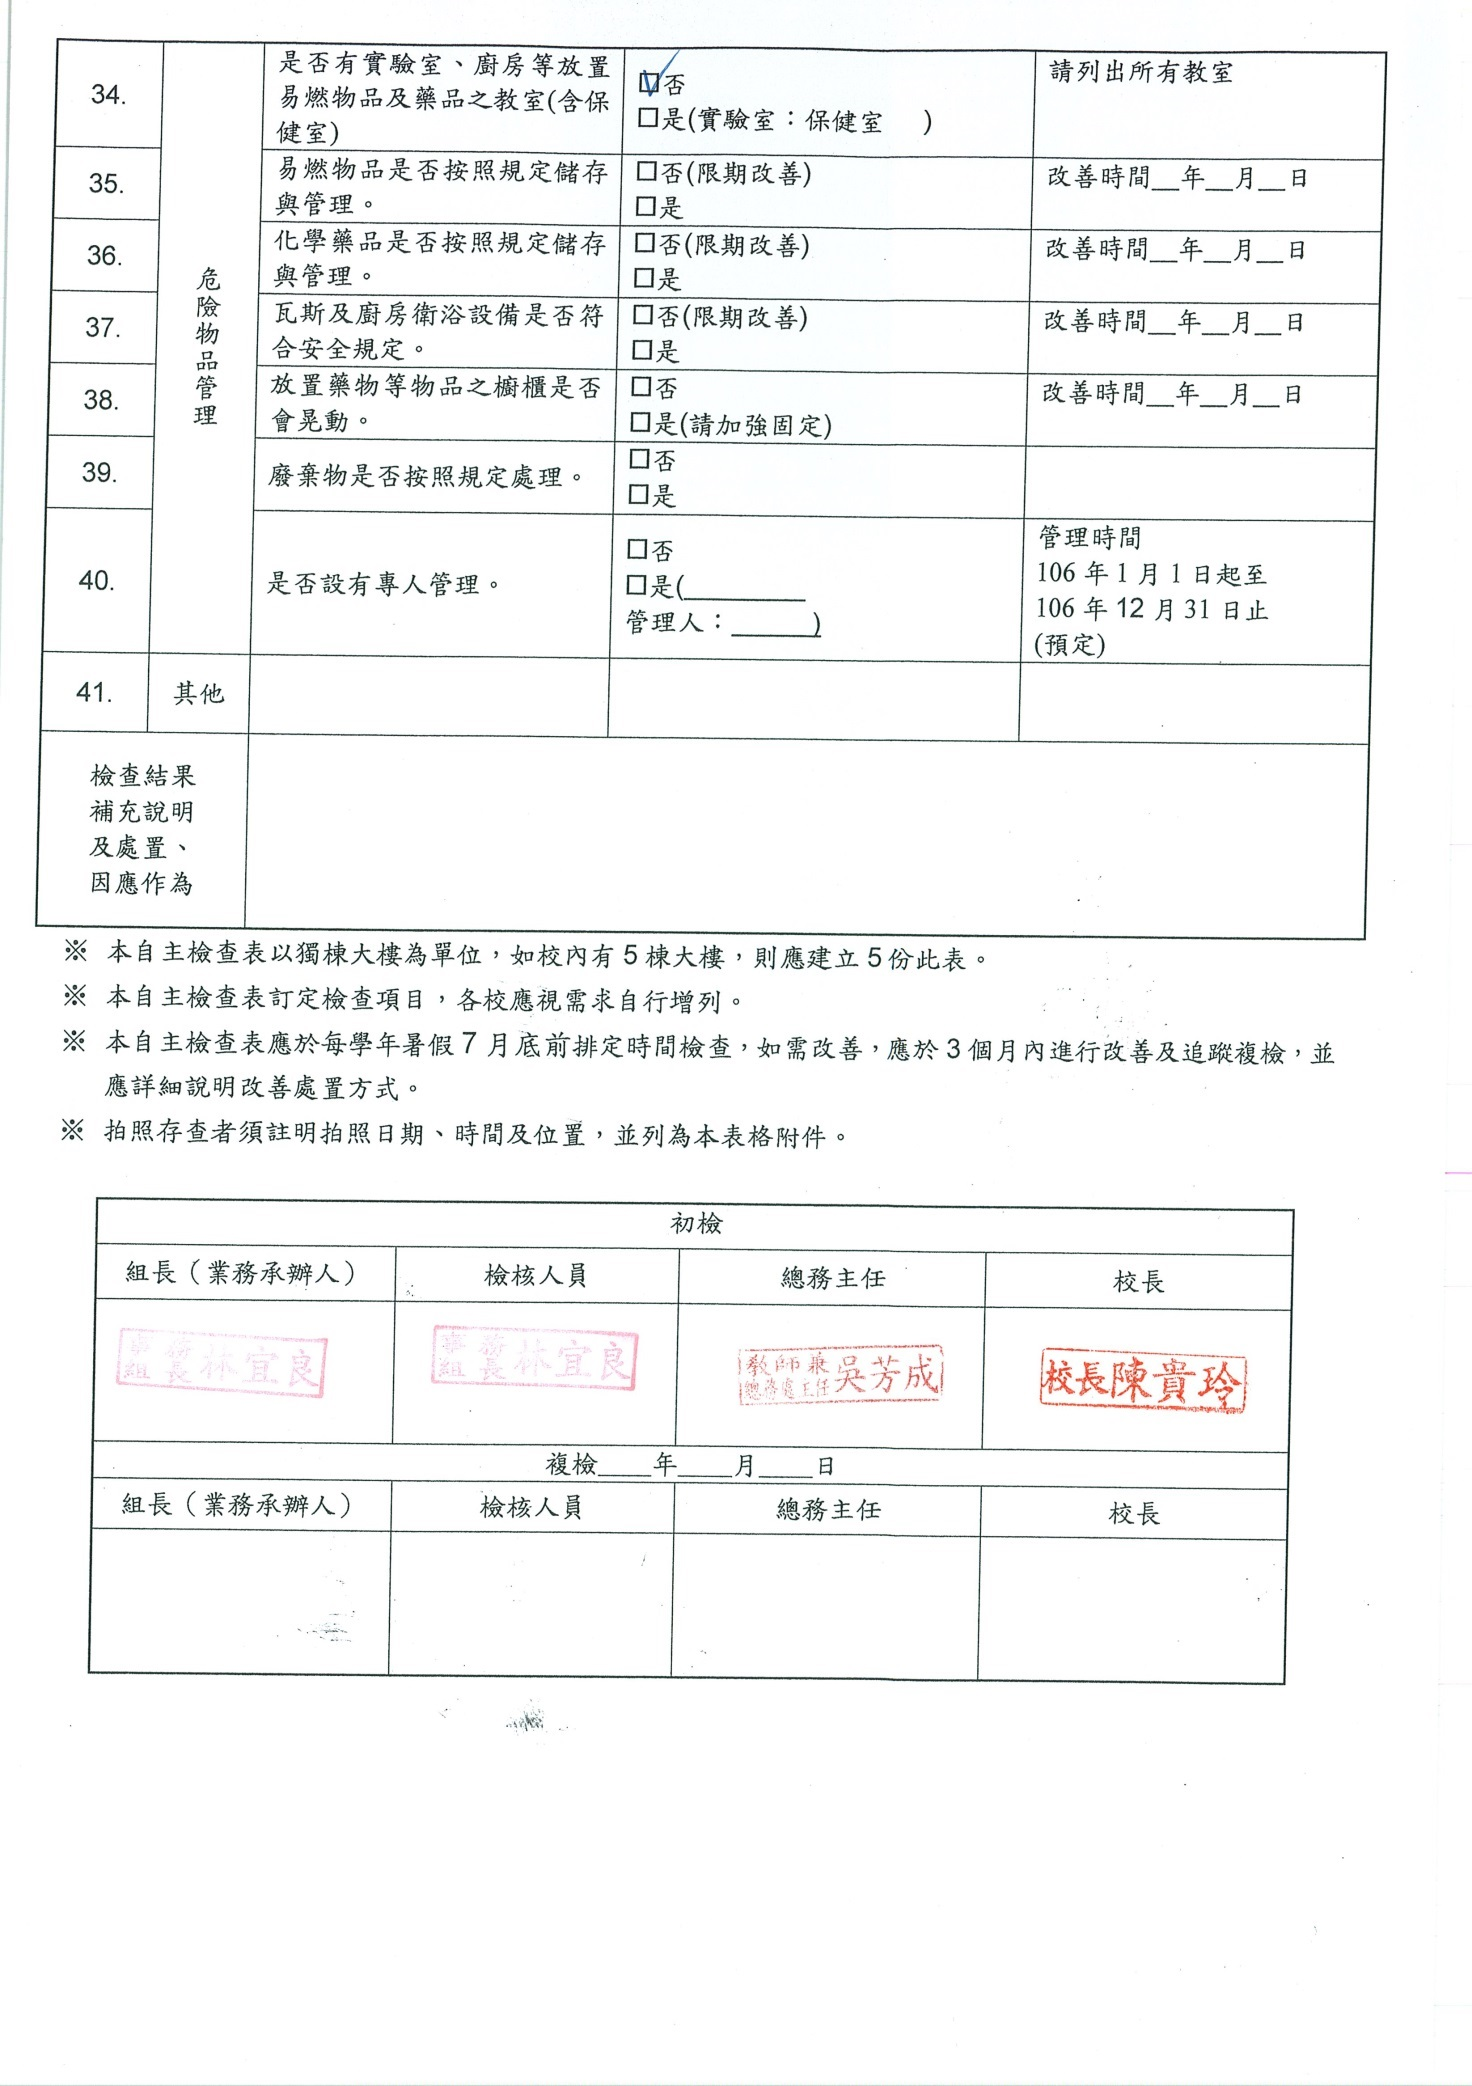 34.
危險物品管理
是否有實驗室、廚房等放置
易燃物品及藥品之教室(含保
健室)
☑否
□是(實驗室：保健室 )
請列出所有教室
35.
易燃物品是否按照規定儲存
與管理。
□否(限期改善)
□是
改善時間__年__月__日
36.
化學藥品是否按照規定儲存
與管理。
□否(限期改善)
□是
改善時間__年__月__日
37.
瓦斯及廚房衛浴設備是否符
合安全規定。
□否(限期改善)
□是
改善時間__年__月__日
38.
放置藥物等物品之櫥櫃是否
會晃動。
□否
□是(請加強固定)
改善時間__年__月__日
39.
廢棄物是否按照規定處理。
□否
□是
40.
是否設有專人管理。
□否
□是(_________
管理人：______)
管理時間
106 年 1 月 1 日起至
106 年 12 月 31 日止
(預定)
41.
其他
檢查結果
補充說明
及處置、
因應作為
※ 本自主檢查表以獨棟大樓為單位，如校內有 5 棟大樓，則應建立 5 份此表。
※ 本自主檢查表訂定檢查項目，各校應視需求自行增列。
※ 本自主檢查表應於每學年暑假 7 月底前排定時間檢查，如需改善，應於 3 個月內進行改善及追蹤複檢，並
應詳細說明改善處置方式。
※ 拍照存查者須註明拍照日期、時間及位置，並列為本表格附件。
初檢
組長（業務承辦人）
檢核人員
總務主任
校長
事務組長 林宜良
事務組長 林宜良
教師兼總務處主任 吳芳成
校長陳貴玲
複檢____年____月____日
組長（業務承辦人）
檢核人員
總務主任
校長